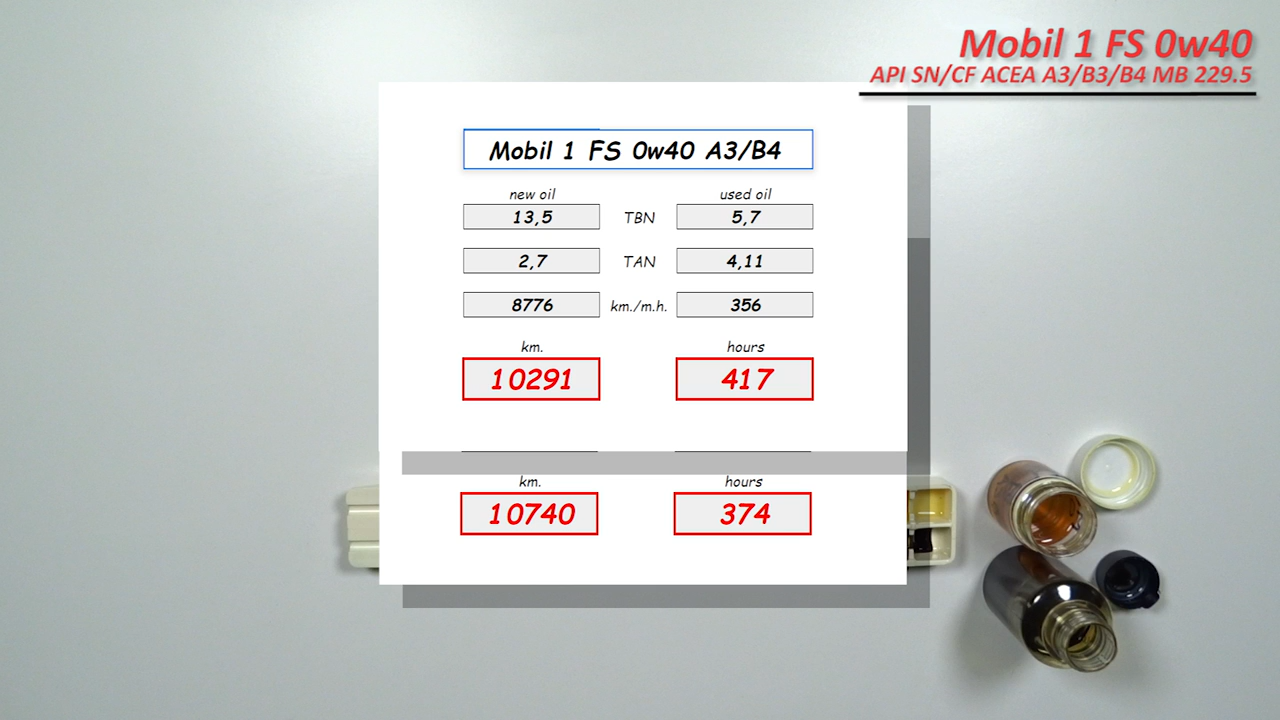 Mobil 1 FS 0w40
API SN/CF ACEA A3/B3/B4 MB 229.5
Mobil 1 FS 0w40 A3/B4
new oil used oil
13,5 TBN 5,7
2,7 TAN 4,11
8776 km./m.h. 356
km. hours
10291 417
km. hours
10740 374